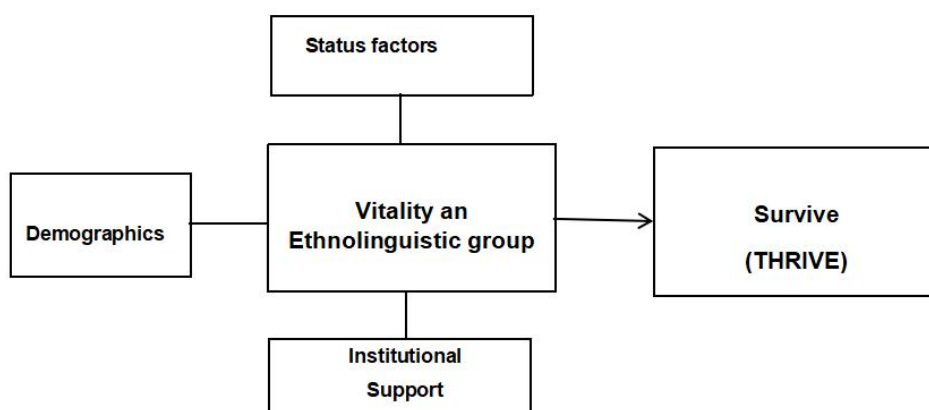 Status factors
Demographics
Vitality an
Ethnolinguistic group
Survive
(THRIVE)
Institutional
Support